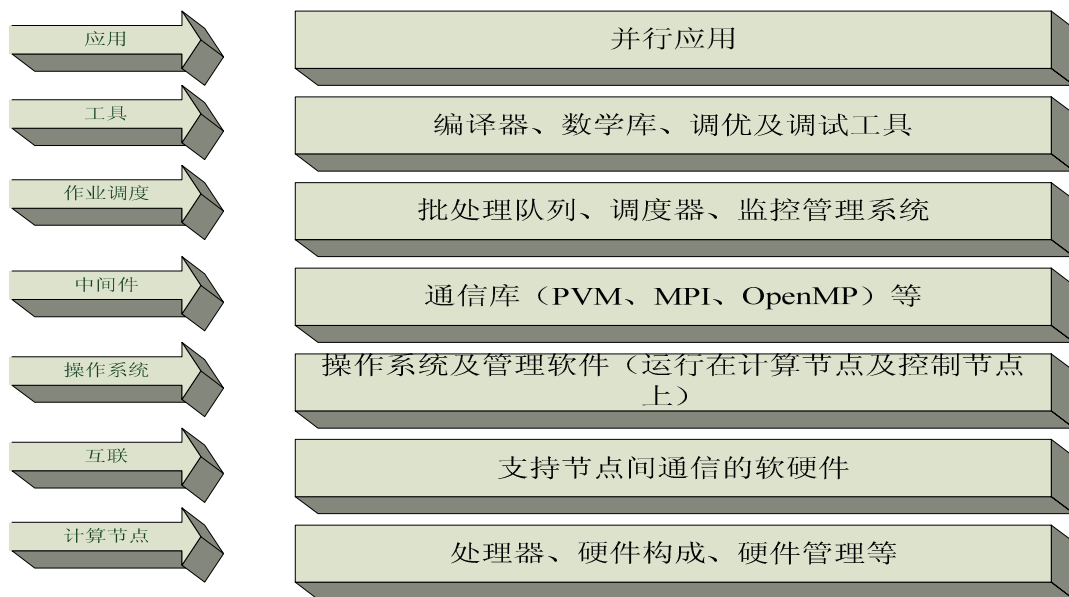 应用
并行应用
工具
编译器、数学库、调优及调试工具
作业调度
批处理队列、调度器、监控管理系统
中间件
通信库（PVM、MPI、OpenMP）等
操作系统
操作系统及管理软件（运行在计算节点及控制节点
上）
互联
支持节点间通信的软硬件
计算节点
处理器、硬件构成、硬件管理等